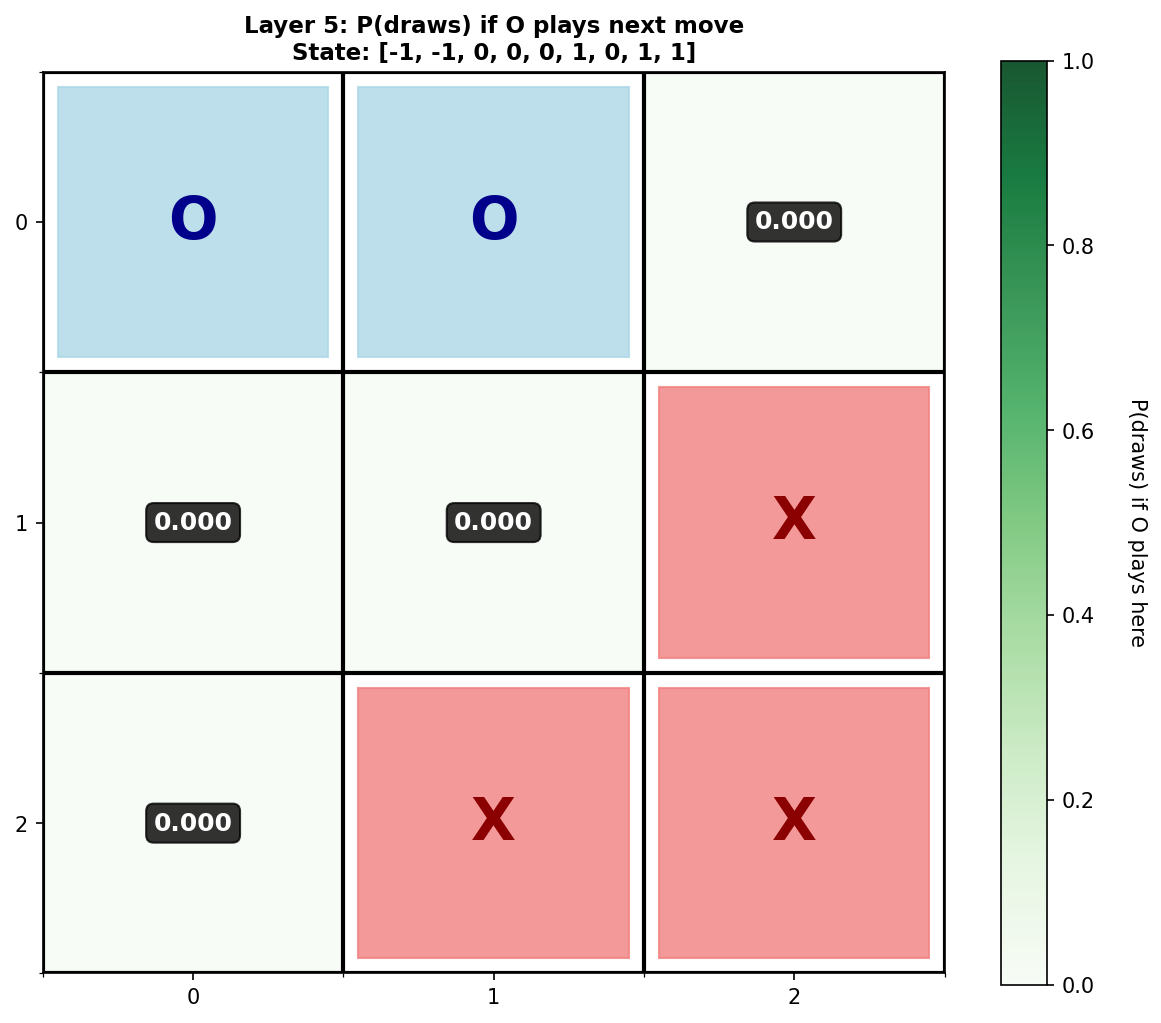 Layer 5: P(draws) if O plays next move
State: [-1, -1, 0, 0, 0, 1, 0, 1, 1]
1.0
0.8
0.6
0.4
0.2
0.0
P(draws) if O plays here
0
O
O
0.000
1
0.000
0.000
X
2
0.000
X
X
0
1
2